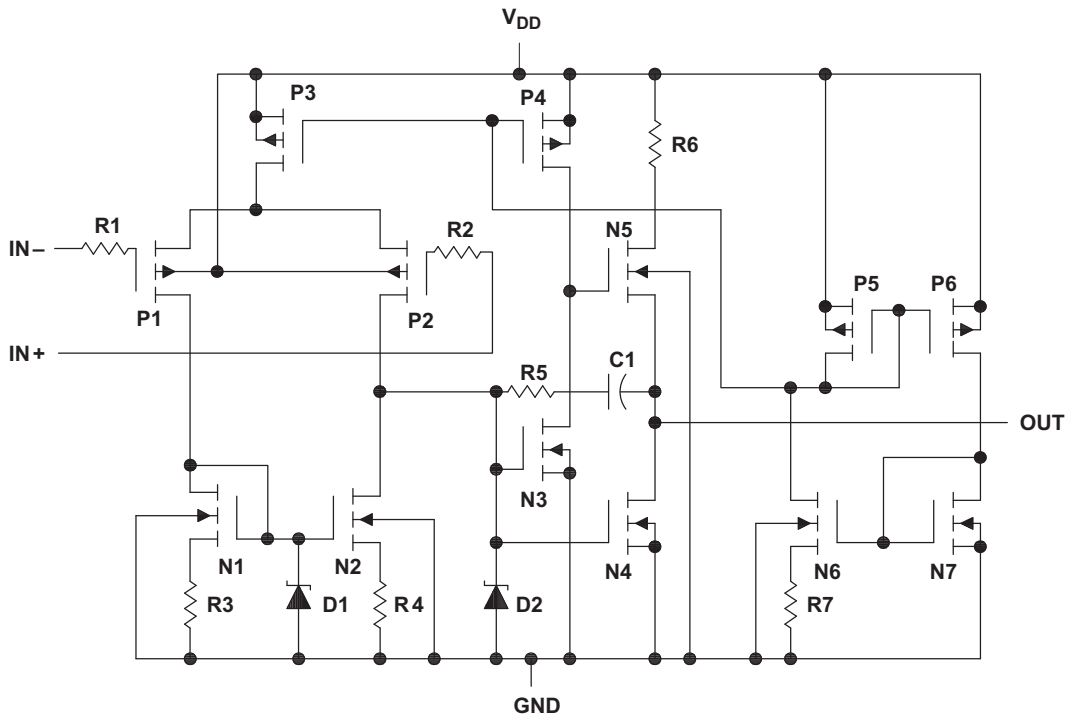 VDD
P3
P4
R6
R1
R2
N5
IN–
P5
P6
P1
P2
IN+
R5
C1
OUT
N3
N1
N2
N4
N6
N7
R3
D1
R4
D2
R7
GND